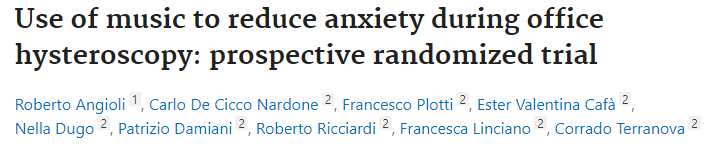 Use of music to reduce anxiety during office
hysteroscopy: prospective randomized trial
Roberto Angioli 1, Carlo De Cicco Nardone 2, Francesco Plotti 2, Ester Valentina Cafà 2,
Nella Dugo 2, Patrizio Damiani 2, Roberto Ricciardi 2, Francesca Linciano 2, Corrado Terranova 2